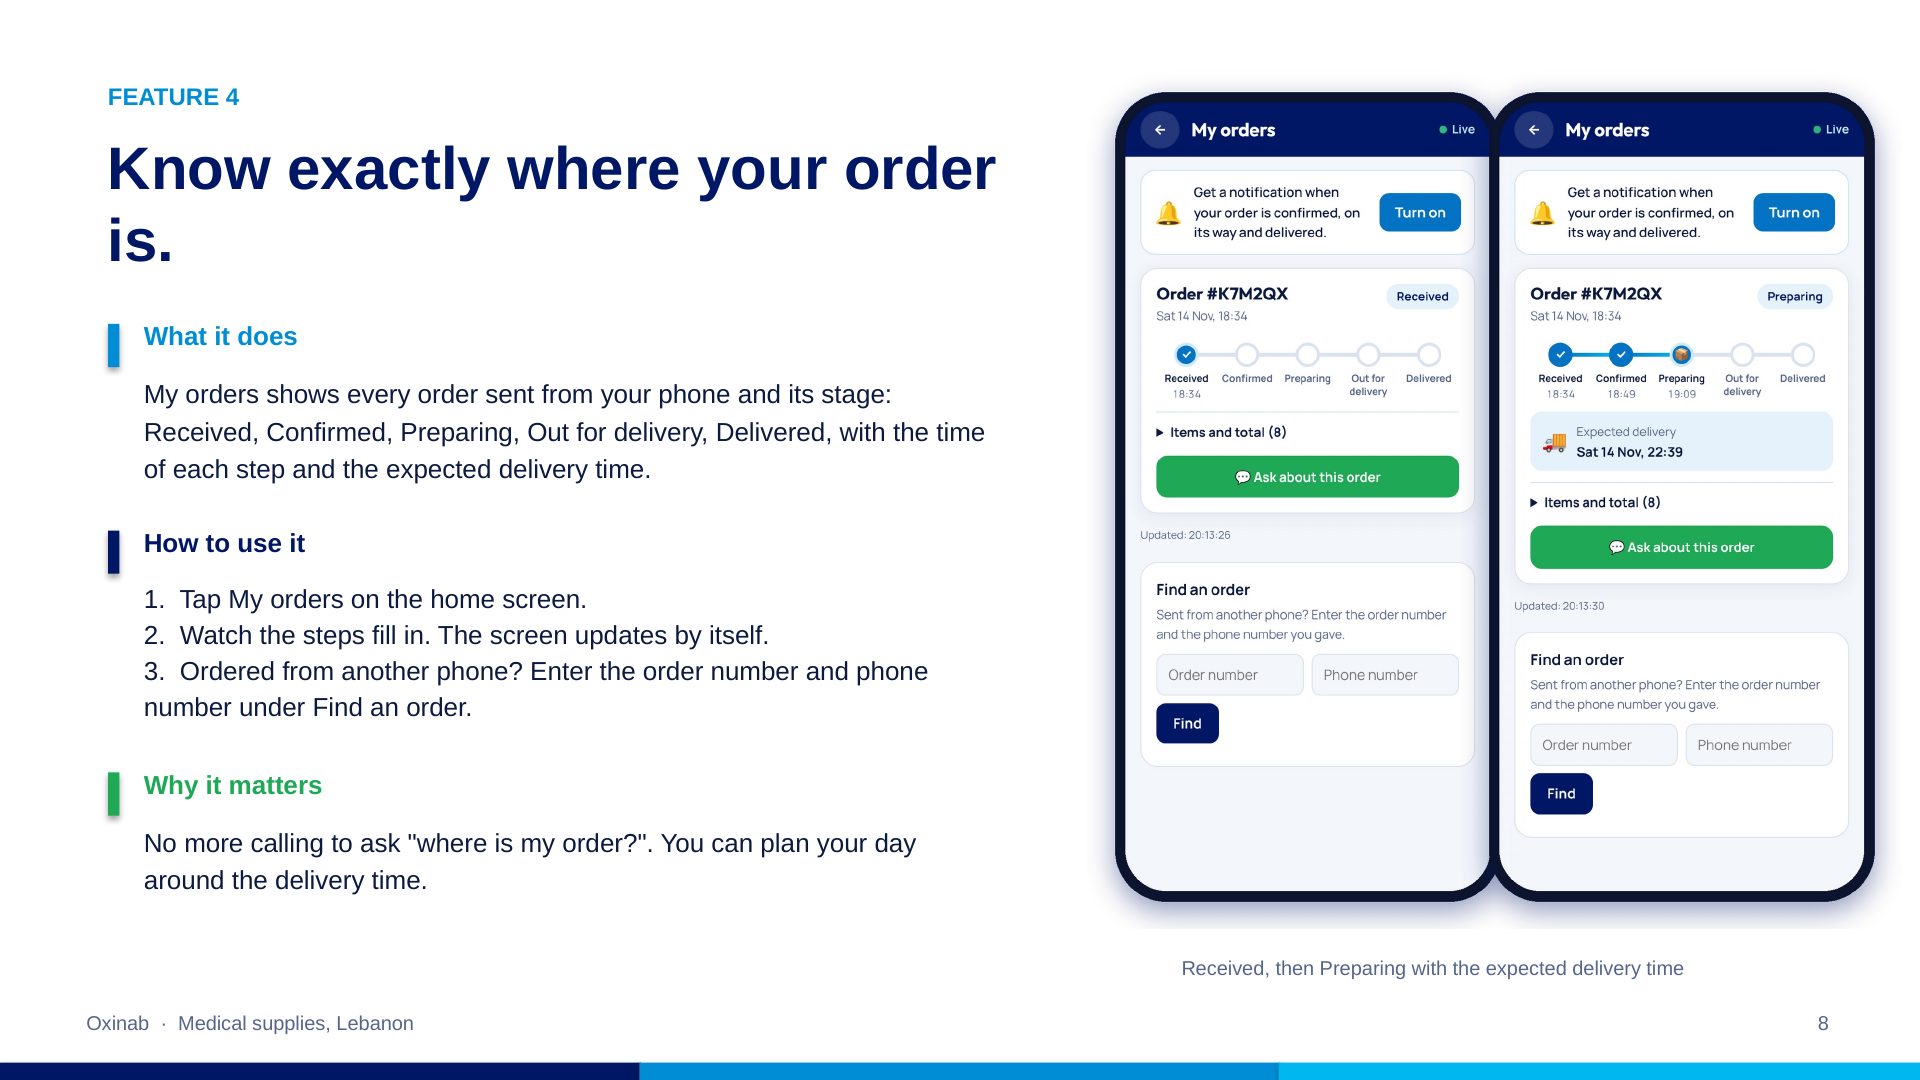 FEATURE 4
Know exactly where your order
is.
What it does
My orders shows every order sent from your phone and its stage:
Received, Confirmed, Preparing, Out for delivery, Delivered, with the time
of each step and the expected delivery time.
How to use it
1. Tap My orders on the home screen.
2. Watch the steps fill in. The screen updates by itself.
3. Ordered from another phone? Enter the order number and phone
number under Find an order.
Why it matters
No more calling to ask "where is my order?". You can plan your day
around the delivery time.
My orders
Live
Get a notification when
your order is confirmed, on
its way and delivered.
Turn on
Order #K7M2QX
Received
Sat 14 Nov, 18:34
Received Confirmed Preparing Out for Delivered
delivery
18:34
Items and total (8)
Ask about this order
Updated: 20:13:26
Find an order
Sent from another phone? Enter the order number
and the phone number you gave.
Order number Phone number
Find
My orders
Live
Get a notification when
your order is confirmed, on
its way and delivered.
Turn on
Order #K7M2QX
Preparing
Sat 14 Nov, 18:34
Received Confirmed Preparing Out for Delivered
delivery
18:34 18:49 19:09
Expected delivery
Sat 14 Nov, 22:39
Items and total (8)
Ask about this order
Updated: 20:13:30
Find an order
Sent from another phone? Enter the order number
and the phone number you gave.
Order number Phone number
Find
Received, then Preparing with the expected delivery time
Oxinab · Medical supplies, Lebanon
8